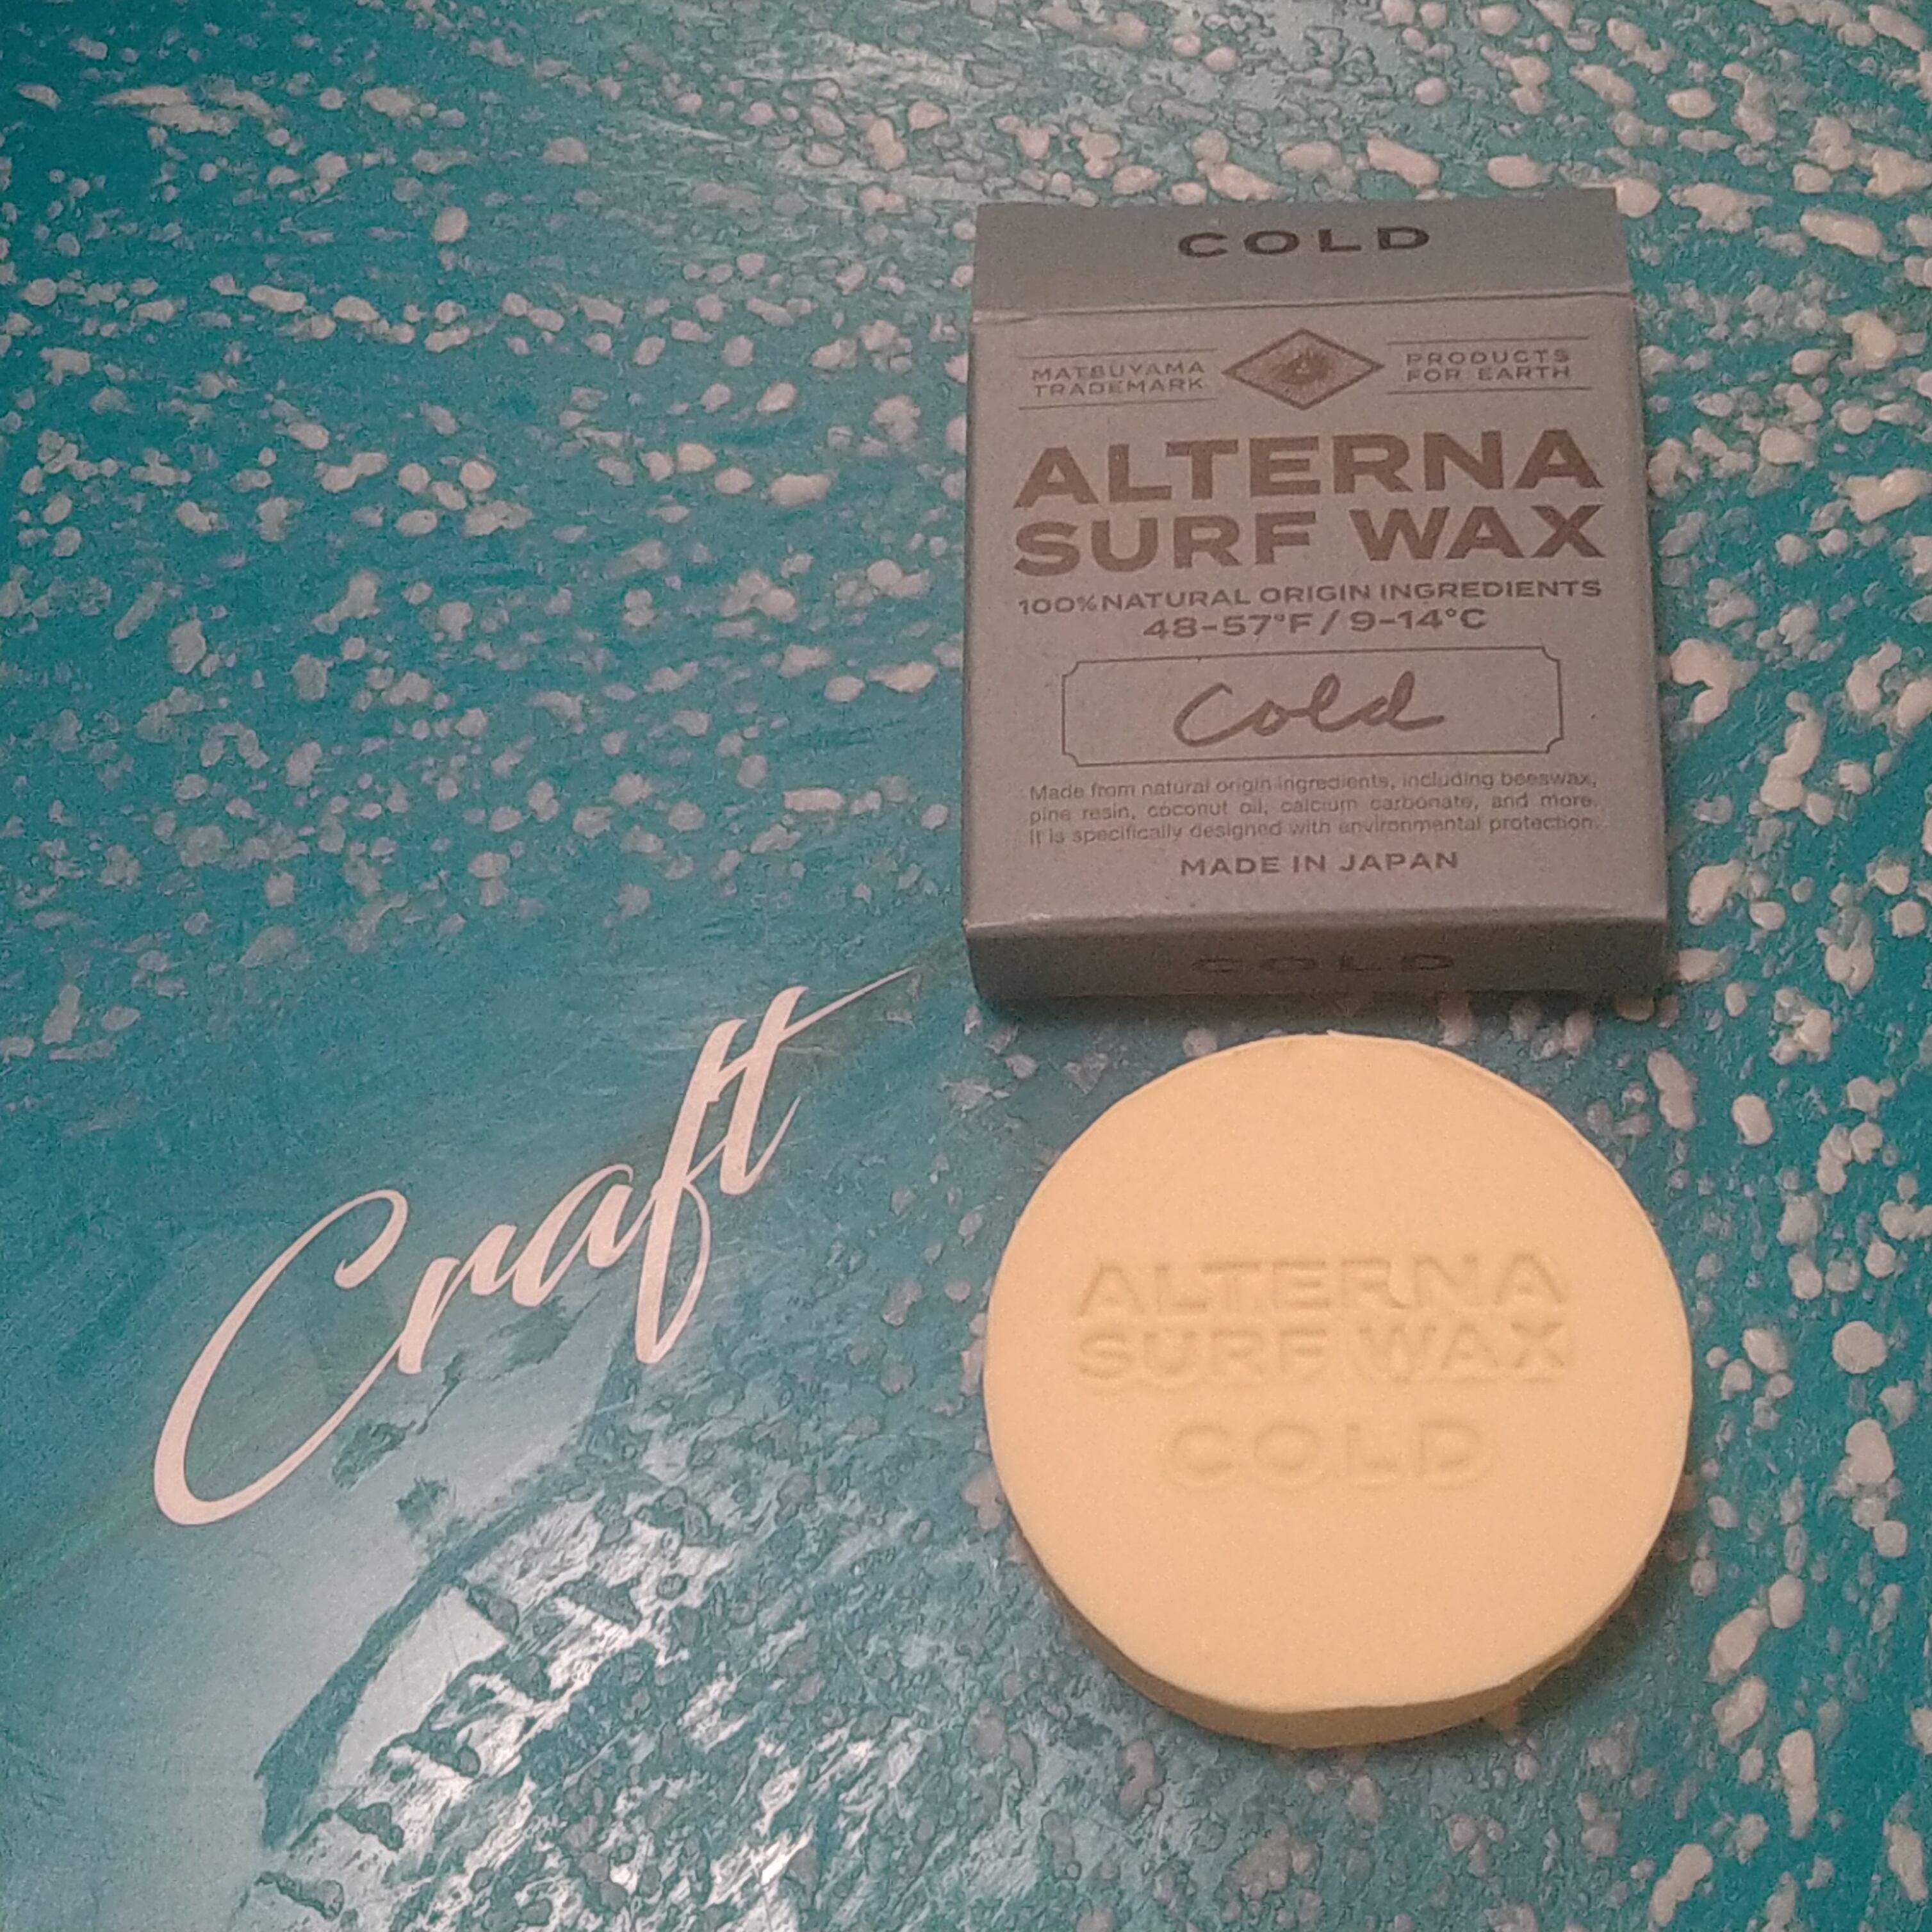 COLD
MATSUYAMA
TRADEMARK
PRODUCTS
FOR EARTH
ALTERNA
SURF WAX
100%NATURAL ORIGIN INGREDIENTS
48-57°F / 9-14°C
Cold
Made from natural origin ingredients, including beeswax,
pine resin, coconut oil, calcium carbonate, and more.
It is specifically designed with environmental protection.
MADE IN JAPAN
COLD
Craft
ALTERNA
SURF WAX
COLD